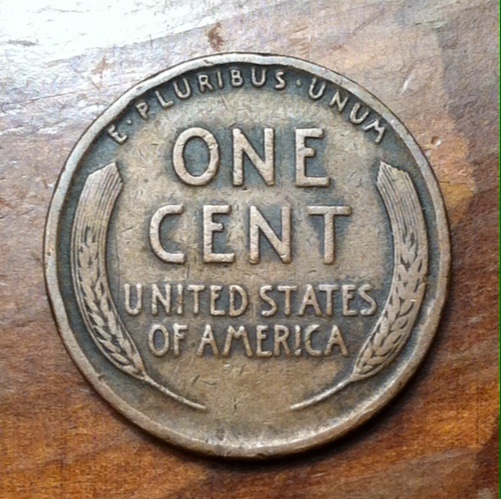 E·PLURIBUS·UNUM
ONE
CENT
UNITED STATES
OF AMERICA